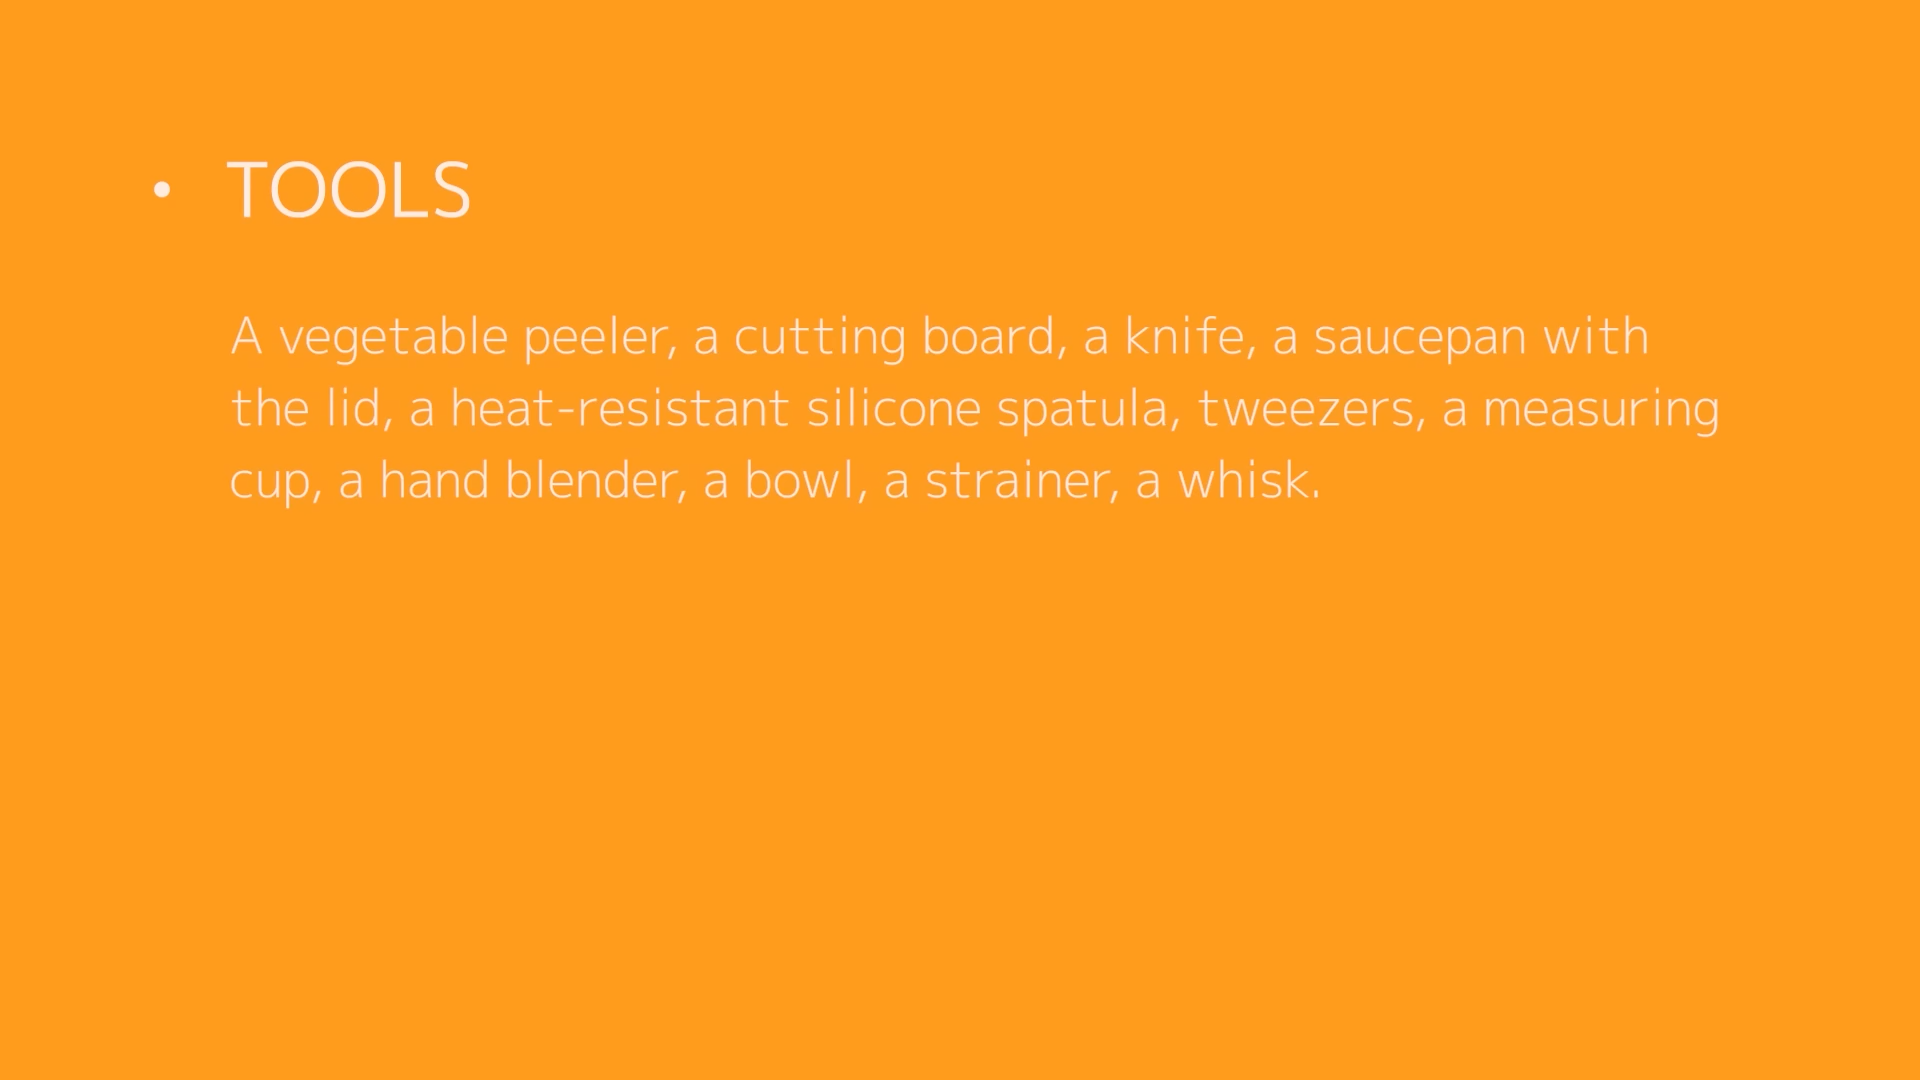 • TOOLS
A vegetable peeler, a cutting board, a knife, a saucepan with
the lid, a heat-resistant silicone spatula, tweezers, a measuring
cup, a hand blender, a bowl, a strainer, a whisk.